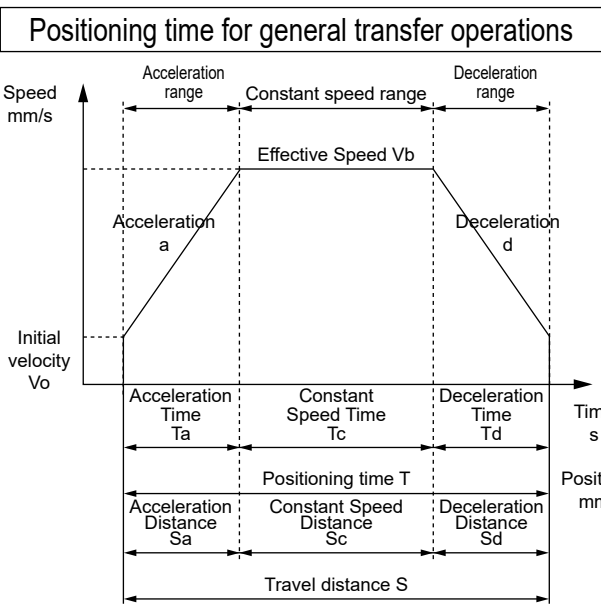 Positioning time for general transfer operations
Acceleration
range
Constant speed range
Deceleration
range
Speed
mm/s
Effective Speed Vb
Acceleration
a
Deceleration
d
Initial
velocity
Vo
Acceleration
Time
Ta
Constant
Speed Time
Tc
Deceleration
Time
Td
s
Positioning time T
Acceleration
Distance
Sa
Constant Speed
Distance
Sc
Deceleration
Distance
Sd
Travel distance S